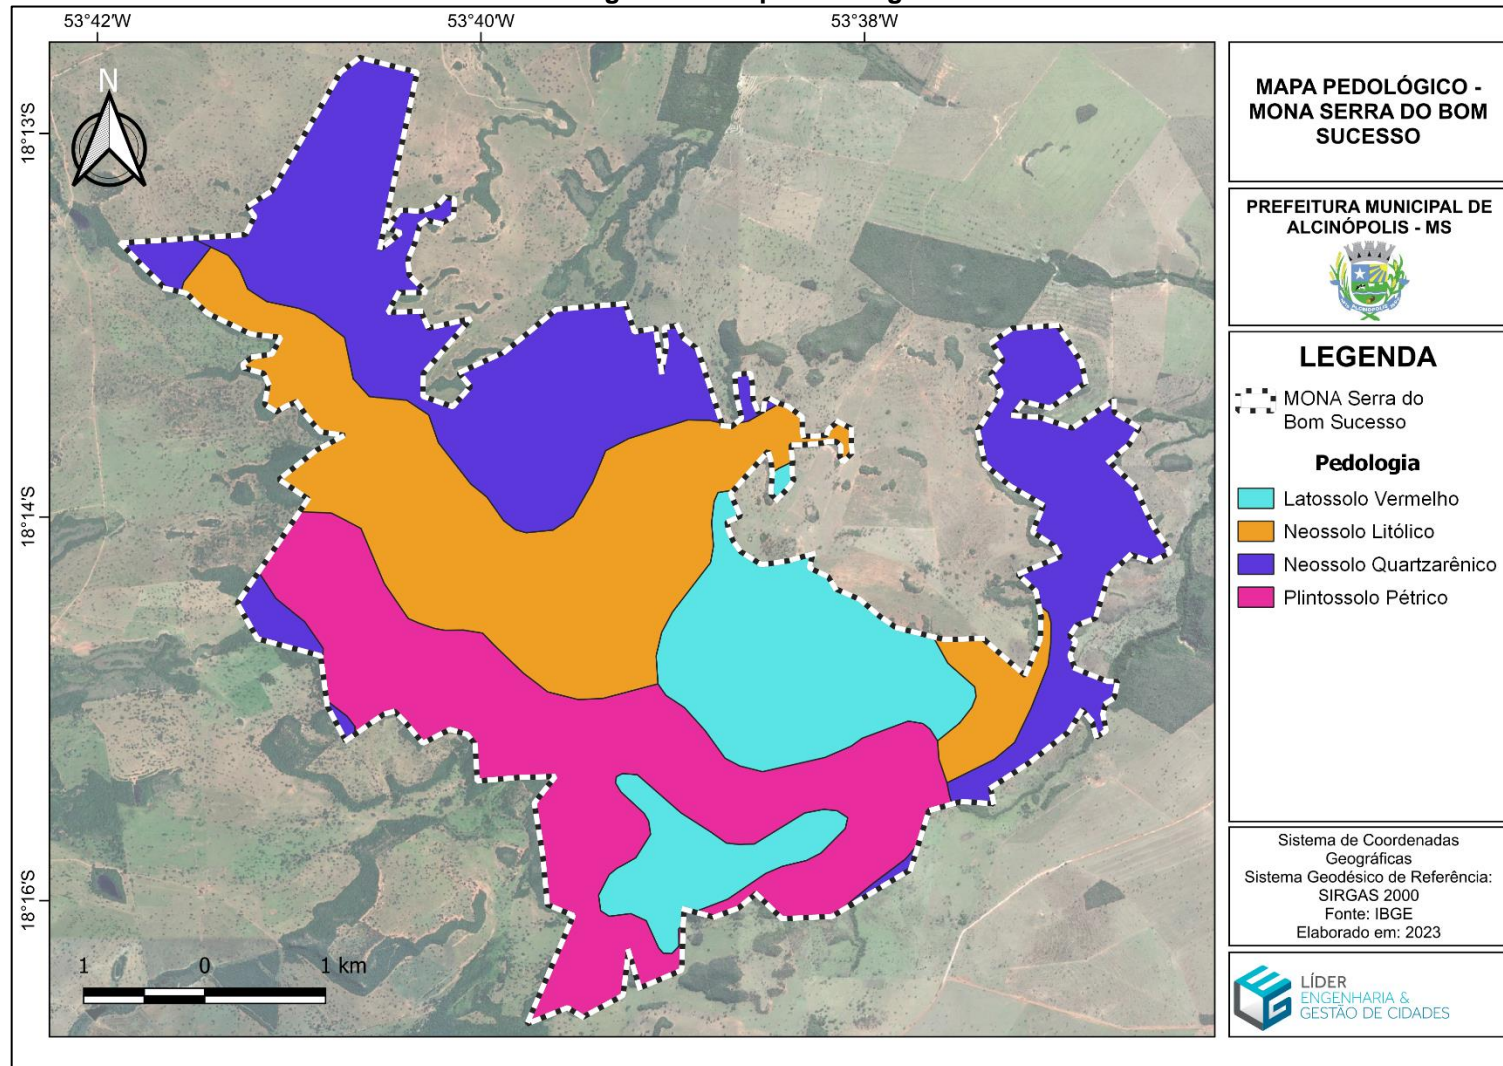 53°42'W
53°40'W
53°38'W
18°13'S
18°14'S
18°16'S
N
1 0 1 km
MAPA PEDOLÓGICO -
MONA SERRA DO BOM
SUCESSO
PREFEITURA MUNICIPAL DE
ALCINÓPOLIS - MS
LEGENDA
MONA Serra do
Bom Sucesso
Pedologia
Latossolo Vermelho
Neossolo Litólico
Neossolo Quartzarênico
Plintossolo Pétrico
Sistema de Coordenadas
Geográficas
Sistema Geodésico de Referência:
SIRGAS 2000
Fonte: IBGE
Elaborado em: 2023
LÍDER
ENGENHARIA &
GESTÃO DE CIDADES